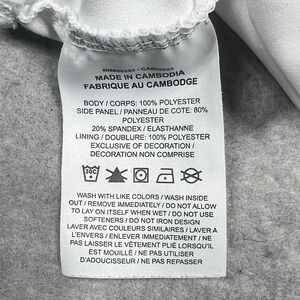 MADE IN CAMBODIA
FABRIQUE AU CAMBODGE
BODY / CORPS: 100% POLYESTER
SIDE PANEL / PANNEAU DE COTE: 80%
POLYESTER
20% SPANDEX / ELASTHANNE
LINING / DOUBLURE: 100% POLYESTER
EXCLUSIVE OF DECORATION /
DECORATION NON COMPRISE
30C
WASH WITH LIKE COLORS / WASH INSIDE
OUT / REMOVE IMMEDIATELY / DO NOT ALLOW
TO LAY ON ITSELF WHEN WET / DO NOT USE
SOFTENERS / DO NOT IRON DESIGN
LAVER AVEC COULEURS SIMILAIRES / LAVER
A L'ENVERS / ENLEVER IMMEDIATEMENT / NE
PAS LAISSER LE VÊTEMENT PLIÉ LORSQU'IL
EST MOUILLÉ / NE PAS UTILISER
D'ADOUCISSEUR / NE PAS REPASSER